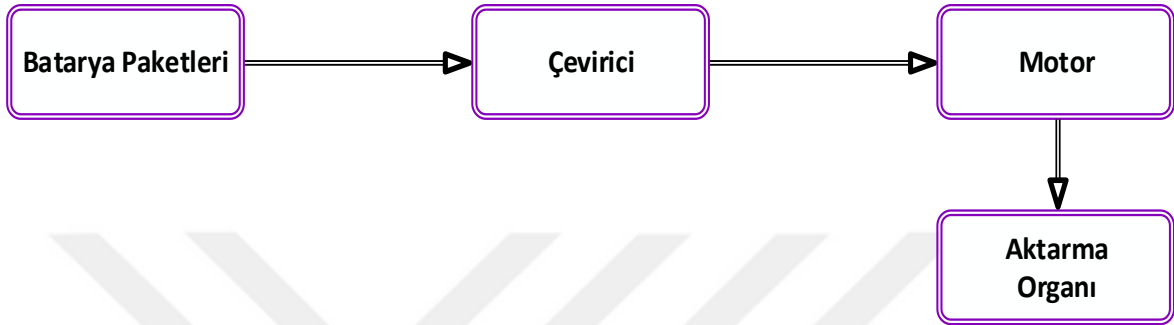 Batarya Paketleri
Çevirici
Motor
Aktarma
Organı